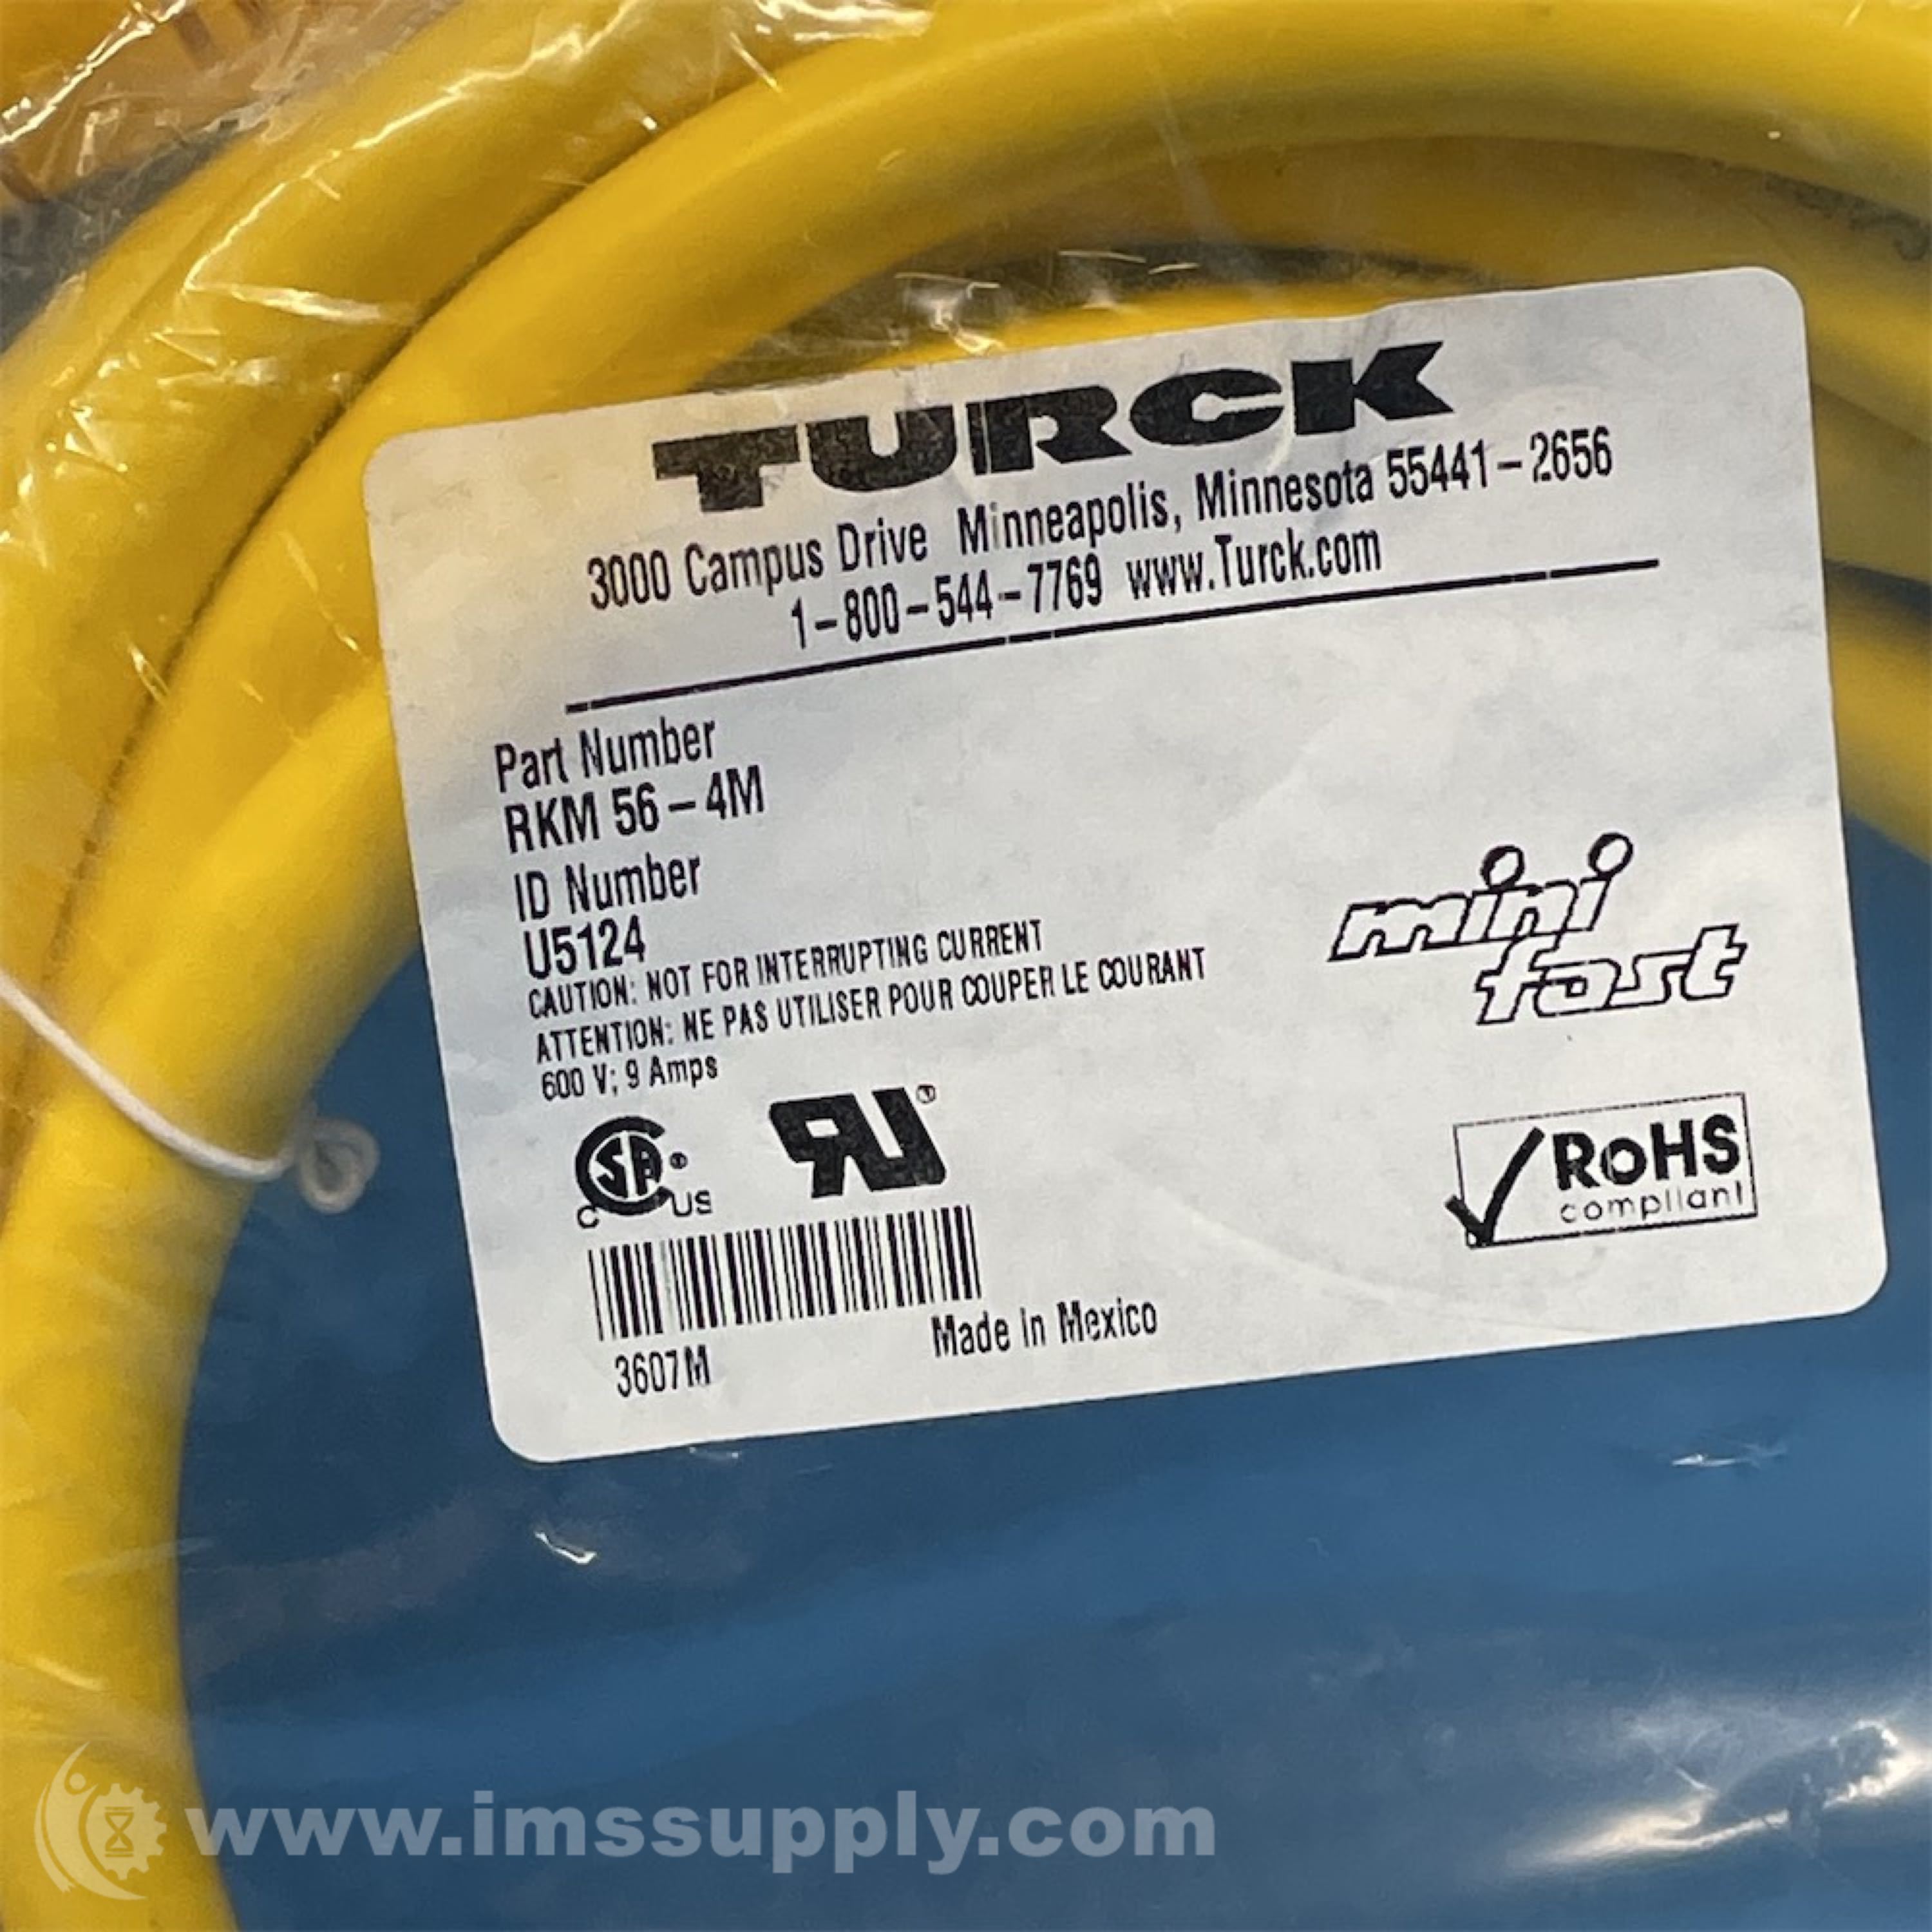 TURCK
3000 Campus Drive Minneapolis, Minnesota 55441-2656
1-800-544-7769 www.Turck.com
Part Number
RKM 56-4M
ID Number
U5124
CAUTION: NOT FOR INTERRUPTING CURRENT
ATTENTION: NE PAS UTILISER POUR COUPER LE COURANT
600 V; 9 Amps
mini
fast
C SA ® US
RU ®
RoHS
compliant
3607M
Made in Mexico
www.imssupply.com